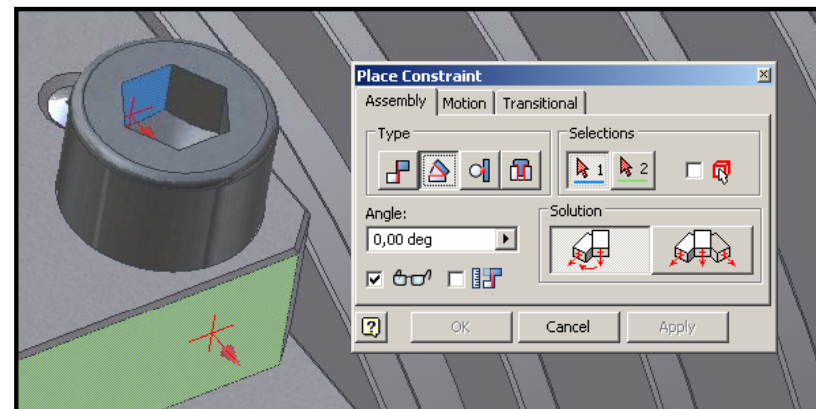 Place Constraint
Assembly Motion Transitional
Type
Selections
1 2
Angle:
Solution
0,00 deg
? OK Cancel Apply